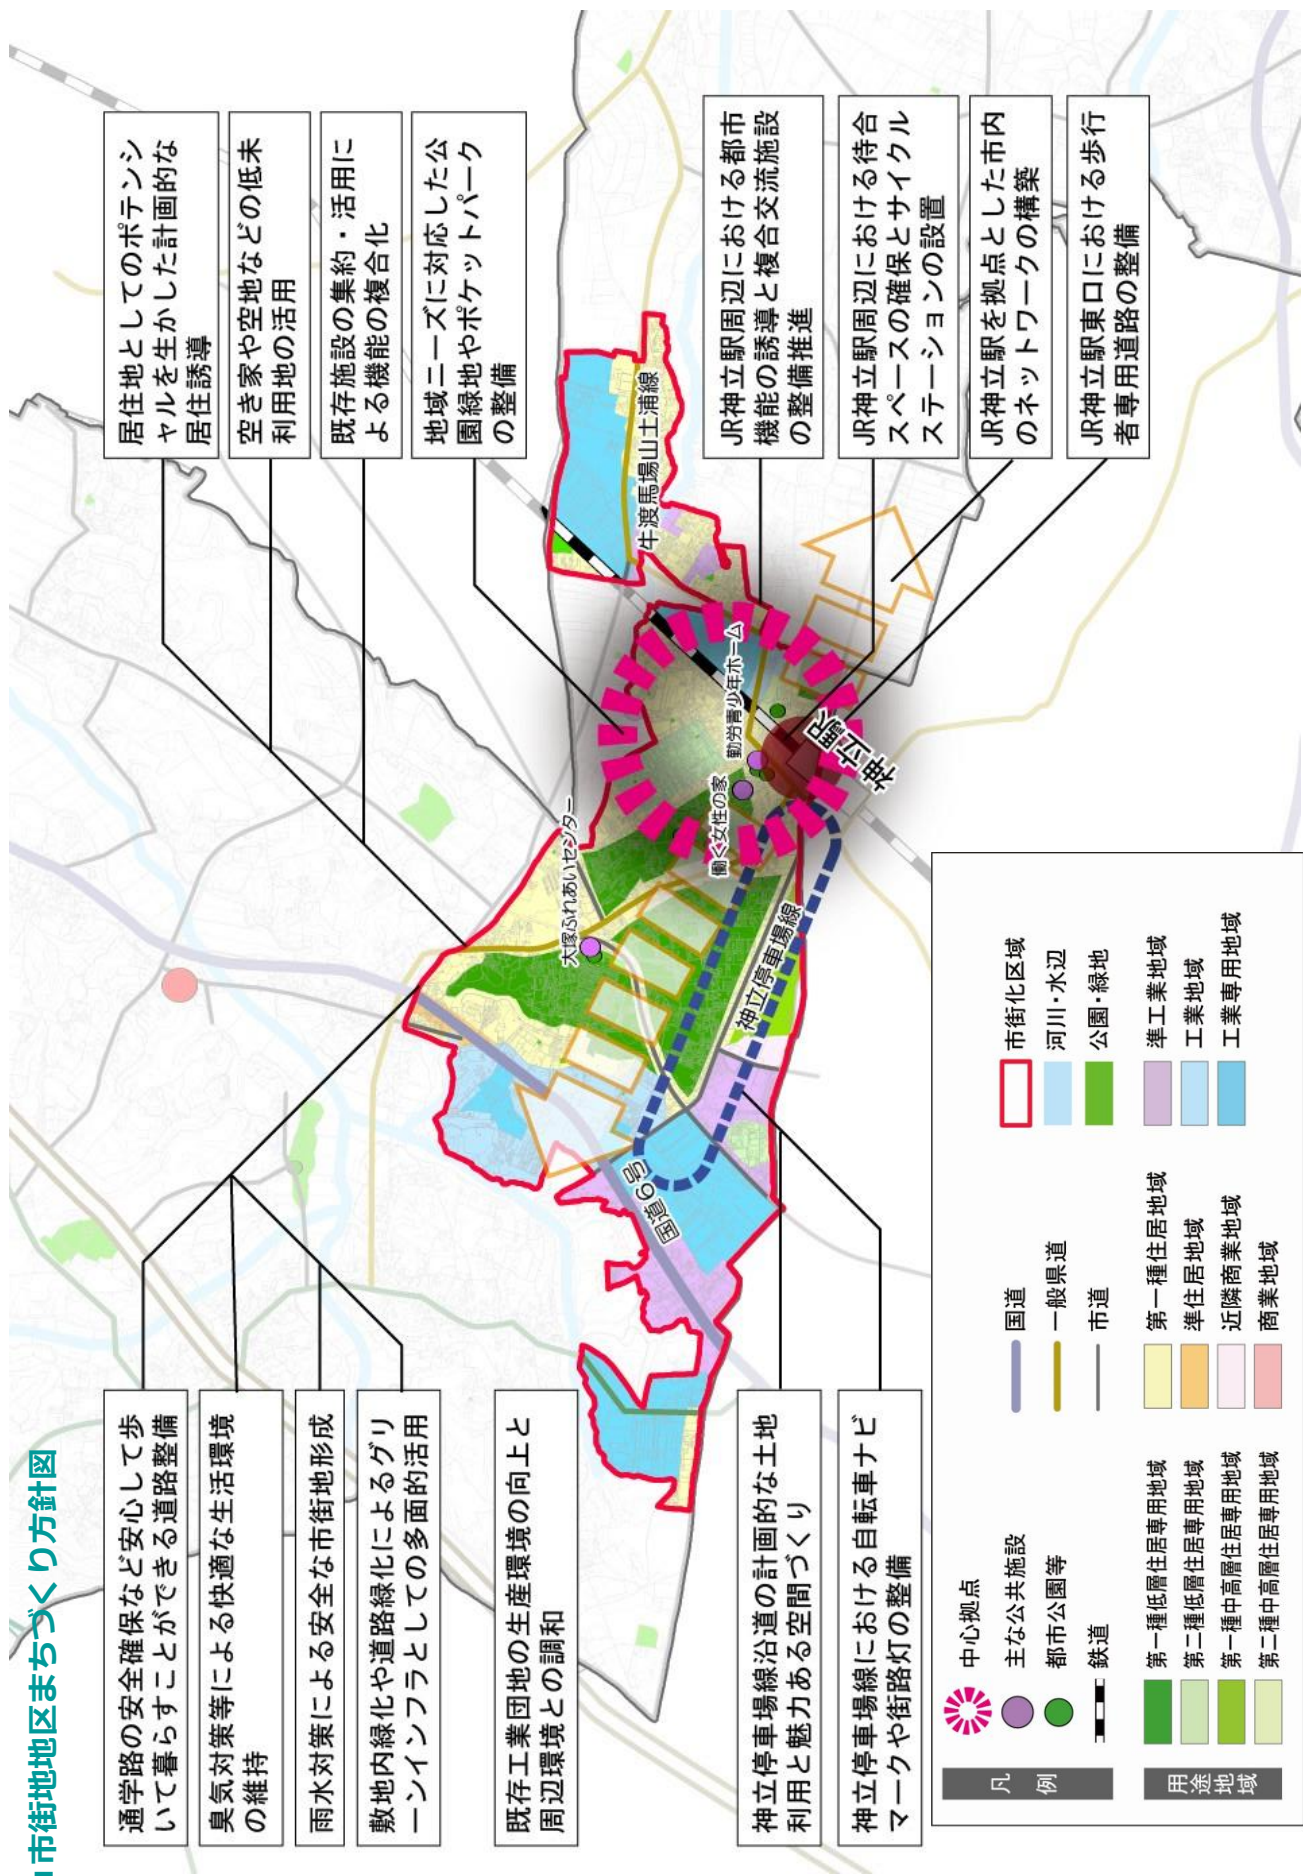 市街地地区まちづくり方針図
通学路の安全確保など安心して歩
いて暮らすことができる道路整備
臭気対策等による快適な生活環境
の維持
雨水対策による安全な市街地形成
敷地内緑化や道路緑化によるグリ
ーンインフラとしての多面的活用
既存工業団地の生産環境の向上と
周辺環境との調和
神立停車場線沿道の計画的な土地
利用と魅力ある空間づくり
神立停車場線における自転車ナビ
マークや街路灯の整備
居住地としてのポテンシ
ャルを生かした計画的な
居住誘導
空き家や空地などの低未
利用地の活用
既存施設の集約・活用に
よる機能の複合化
地域ニーズに対応した公
園緑地やポケットパーク
の整備
JR神立駅周辺における都市
機能の誘導と複合交流施設
の整備推進
JR神立駅周辺における待合
スペースの確保とサイクル
ステーションの設置
JR神立駅を拠点とした市内
のネットワークの構築
JR神立駅東口における歩行
者専用道路の整備
牛渡馬場山土浦線
勤労青少年ホーム
働く女性の家
大塚ふれあいセンター
神立駅
神立停車場線
国道6号
凡例
中心拠点
主な公共施設
都市公園等
鉄道
国道
一般県道
市道
市街化区域
河川・水辺
公園・緑地
用途地域
第一種低層住居専用地域
第二種低層住居専用地域
第一種中高層住居専用地域
第二種中高層住居専用地域
第一種住居地域
準住居地域
近隣商業地域
商業地域
準工業地域
工業地域
工業専用地域